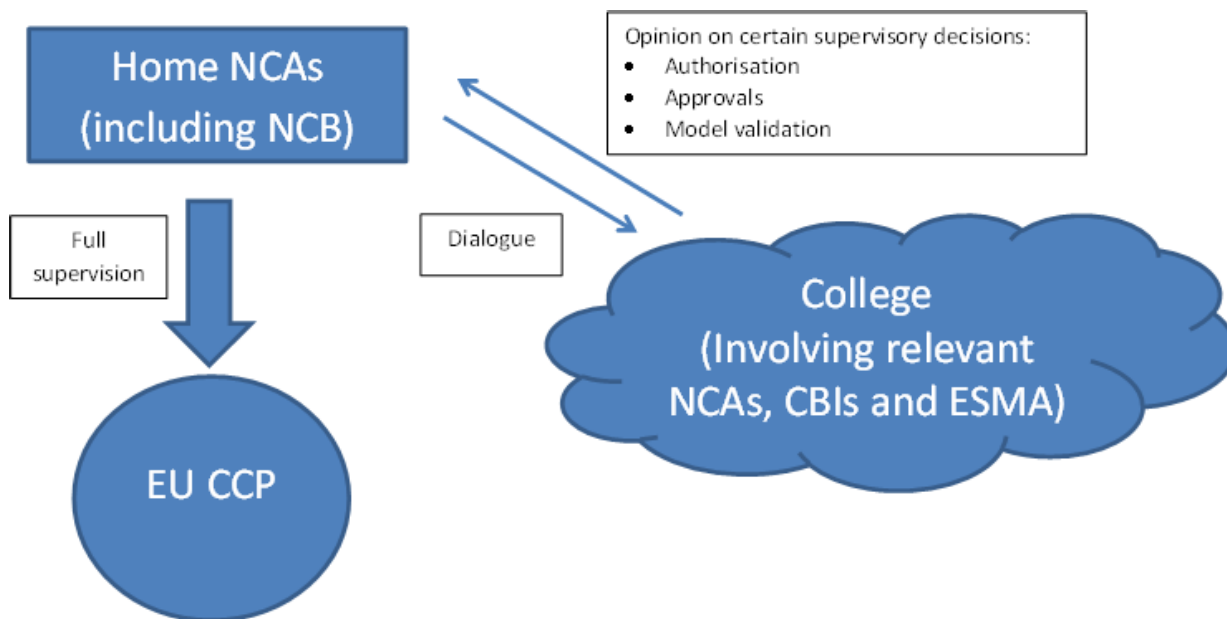 Home NCAs
(including NCB)
Opinion on certain supervisory decisions:
• Authorisation
• Approvals
• Model validation
Full
supervision
Dialogue
College
(Involving relevant
NCAs, CBIs and ESMA)
EU CCP